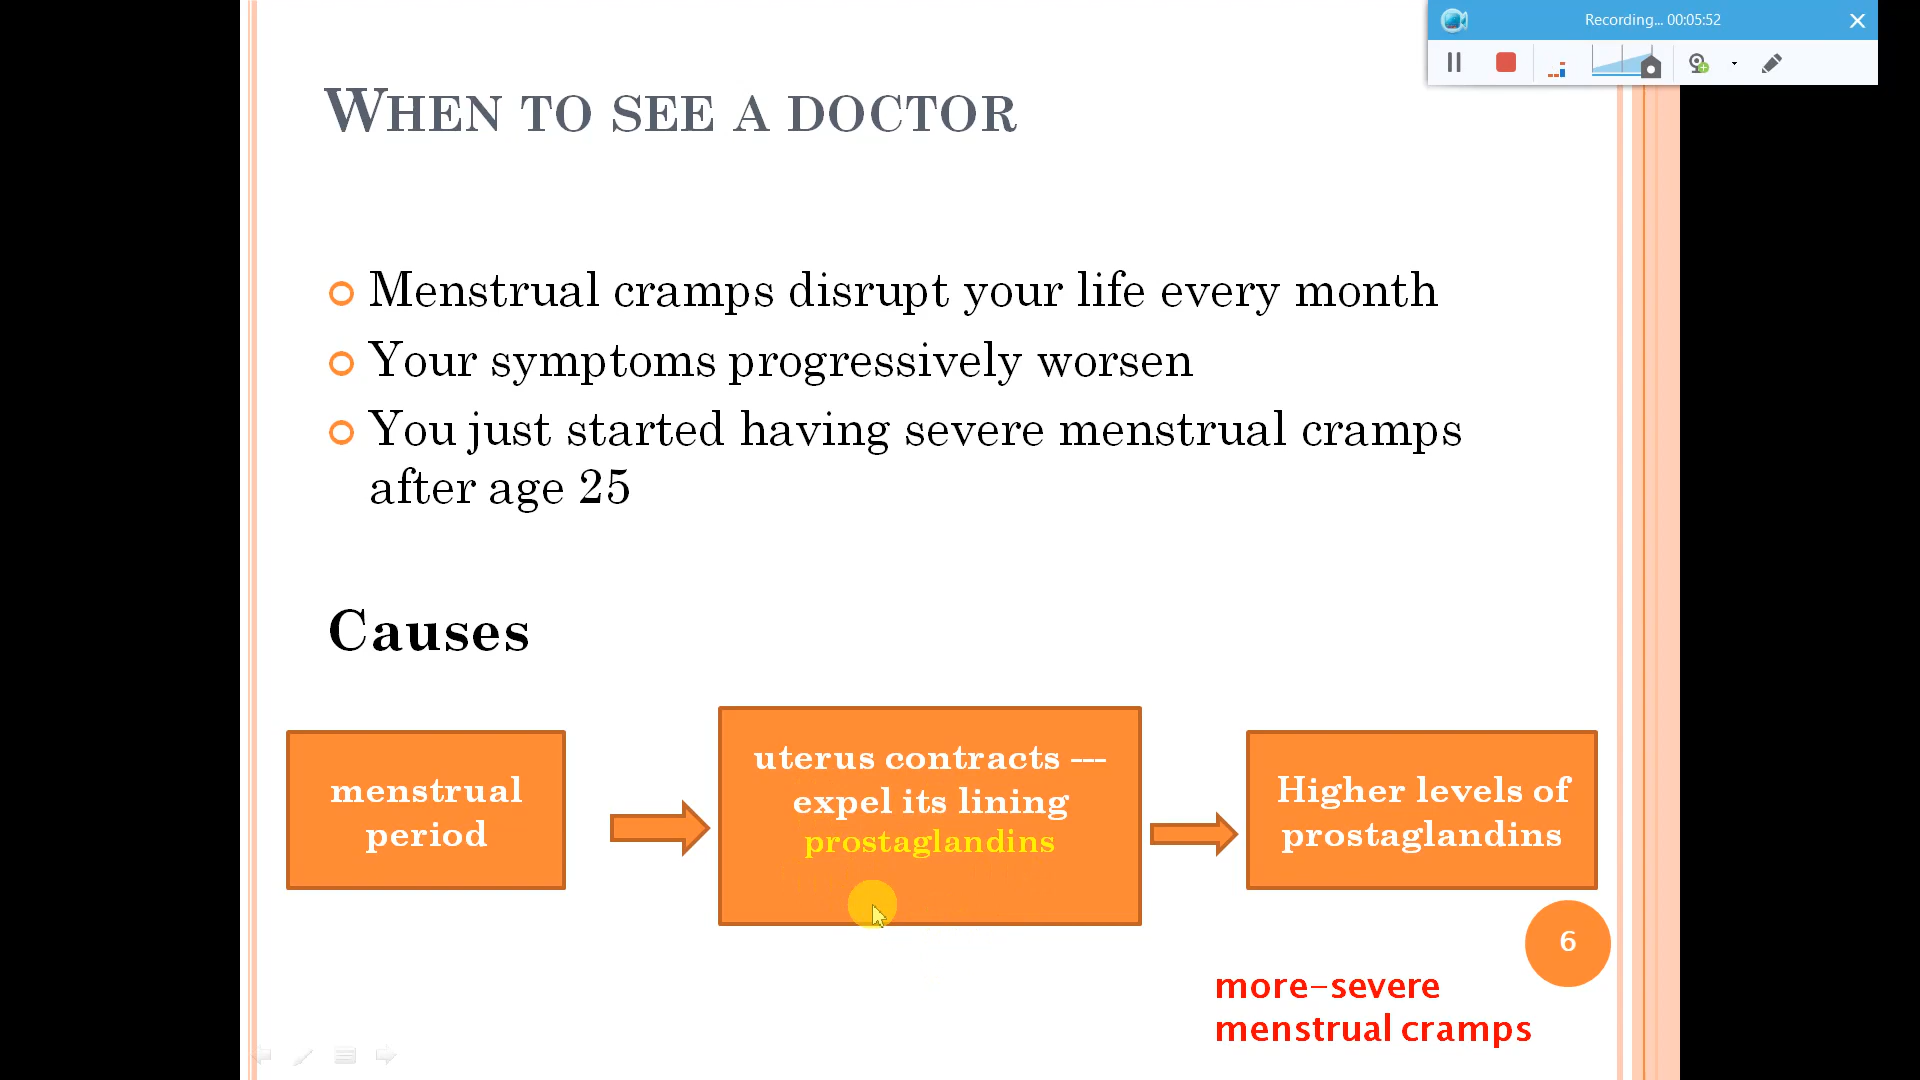 Recording... 00:05:52
WHEN TO SEE A DOCTOR
Menstrual cramps disrupt your life every month
Your symptoms progressively worsen
You just started having severe menstrual cramps
after age 25
Causes
menstrual
period
uterus contracts ---
expel its lining
prostaglandins
Higher levels of
prostaglandins
6
more-severe
menstrual cramps